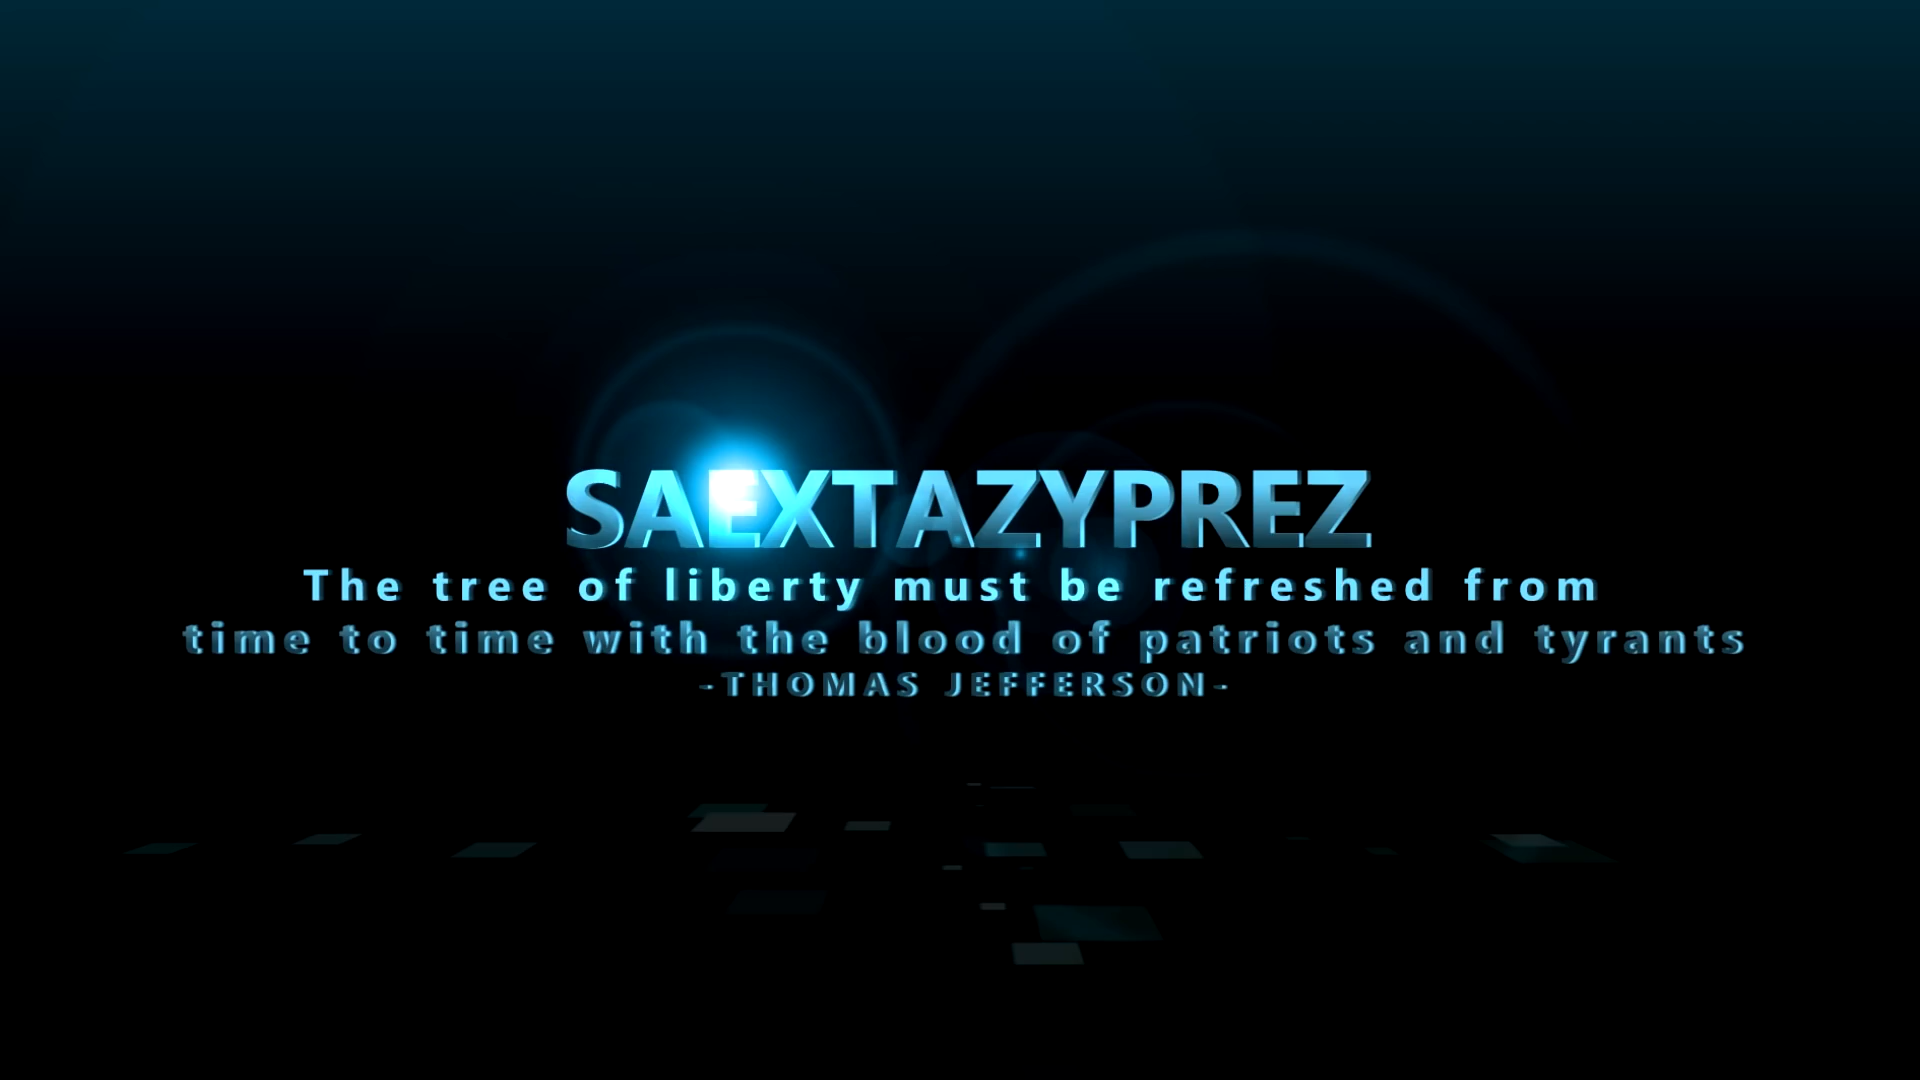 SAEXTAZYPREZ
The tree of liberty must be refreshed from
time to time with the blood of patriots and tyrants
-THOMAS JEFFERSON-